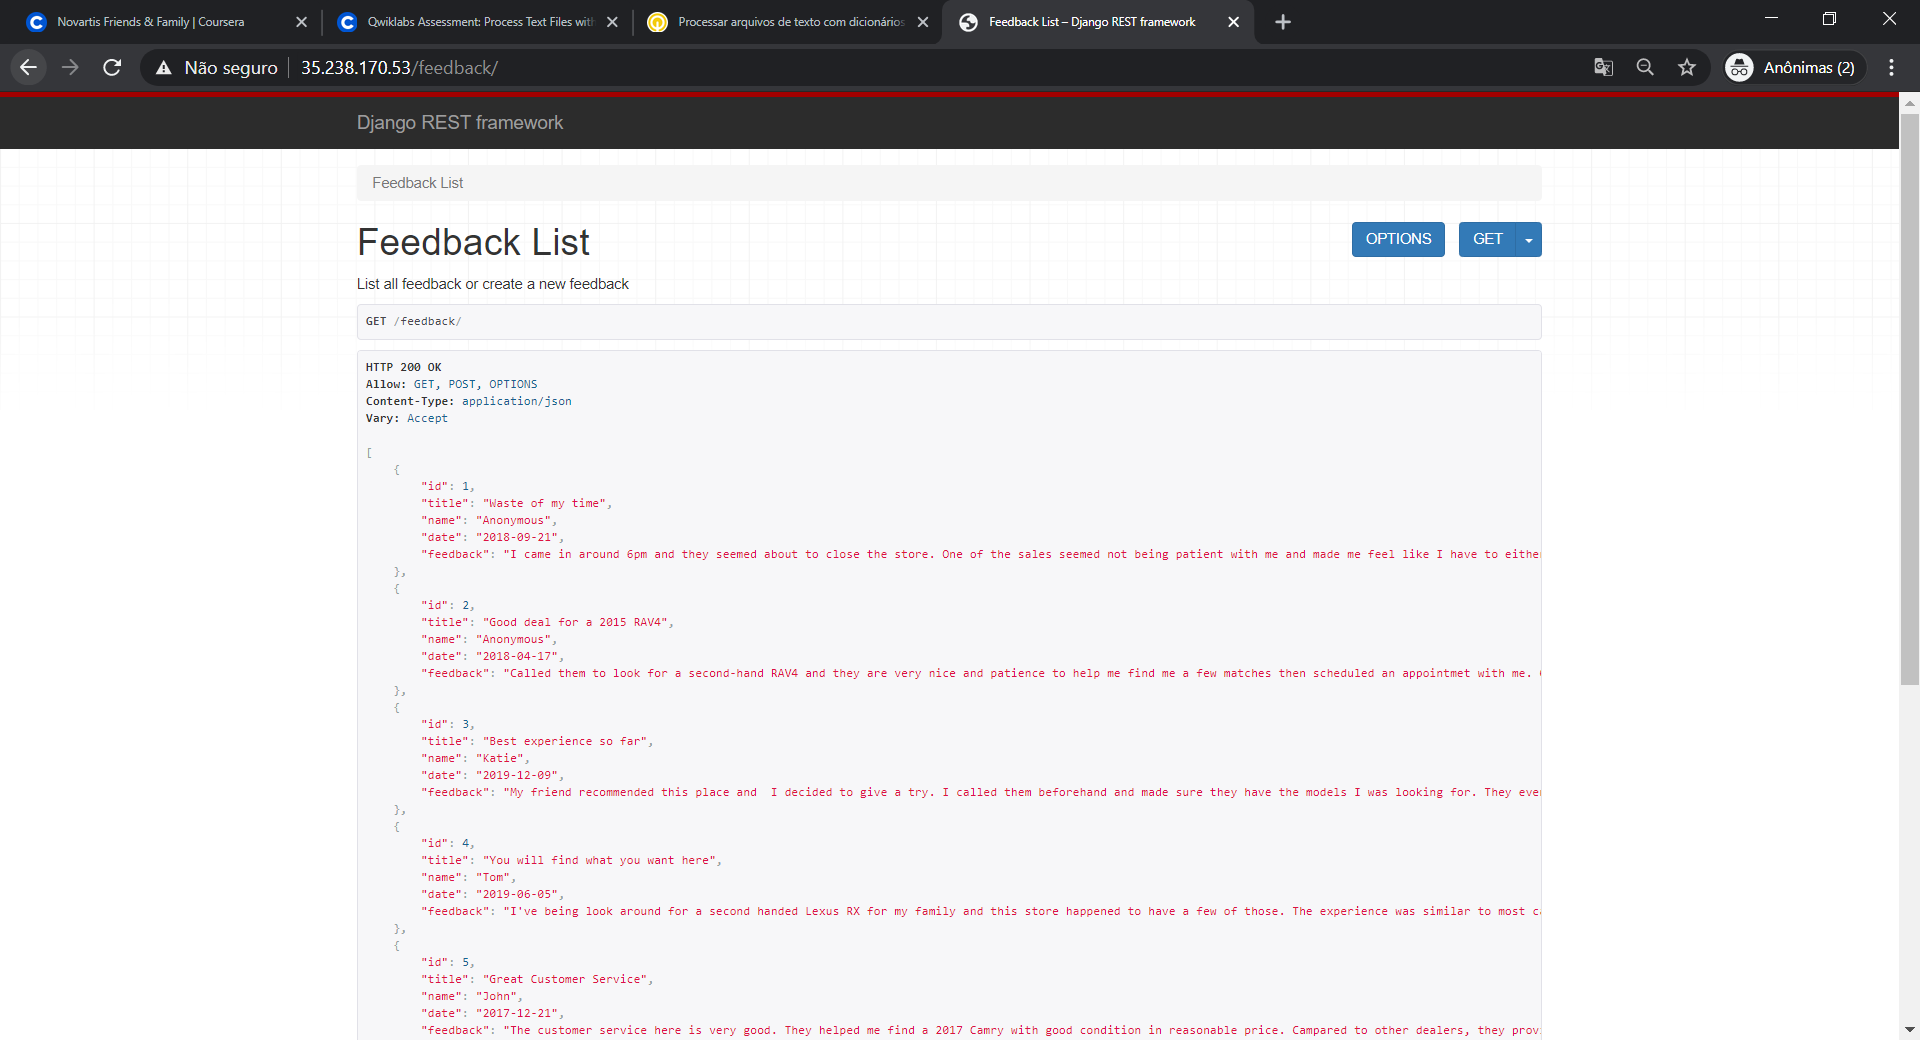 Novartis Friends & Family | Coursera
Qwiklabs Assessment: Process Text Files with
Processar arquivos de texto com dicionários
Feedback List – Django REST framework
Não seguro
35.238.170.53/feedback/
Anônimas (2)
Django REST framework
Feedback List
Feedback List
OPTIONS
GET
List all feedback or create a new feedback
GET /feedback/
HTTP 200 OK
Allow: GET, POST, OPTIONS
Content-Type: application/json
Vary: Accept
[
{
"id": 1,
"title": "Waste of my time",
"name": "Anonymous",
"date": "2018-09-21",
"feedback": "I came in around 6pm and they seemed about to close the store. One of the sales seemed not being patient with me and made me feel like I have to either
},
{
"id": 2,
"title": "Good deal for a 2015 RAV4",
"name": "Anonymous",
"date": "2018-04-17",
"feedback": "Called them to look for a second-hand RAV4 and they are very nice and patience to help me find me a few matches then scheduled an appointmet with me.
},
{
"id": 3,
"title": "Best experience so far",
"name": "Katie",
"date": "2019-12-09",
"feedback": "My friend recommended this place and  I decided to give a try. I called them beforehand and made sure they have the models I was looking for. They even
},
{
"id": 4,
"title": "You will find what you want here",
"name": "Tom",
"date": "2019-06-05",
"feedback": "I've being look around for a second handed Lexus RX for my family and this store happened to have a few of those. The experience was similar to most
},
{
"id": 5,
"title": "Great Customer Service",
"name": "John",
"date": "2017-12-21",
"feedback": "The customer service here is very good. They helped me find a 2017 Camry with good condition in reasonable price. Campared to other dealers, they